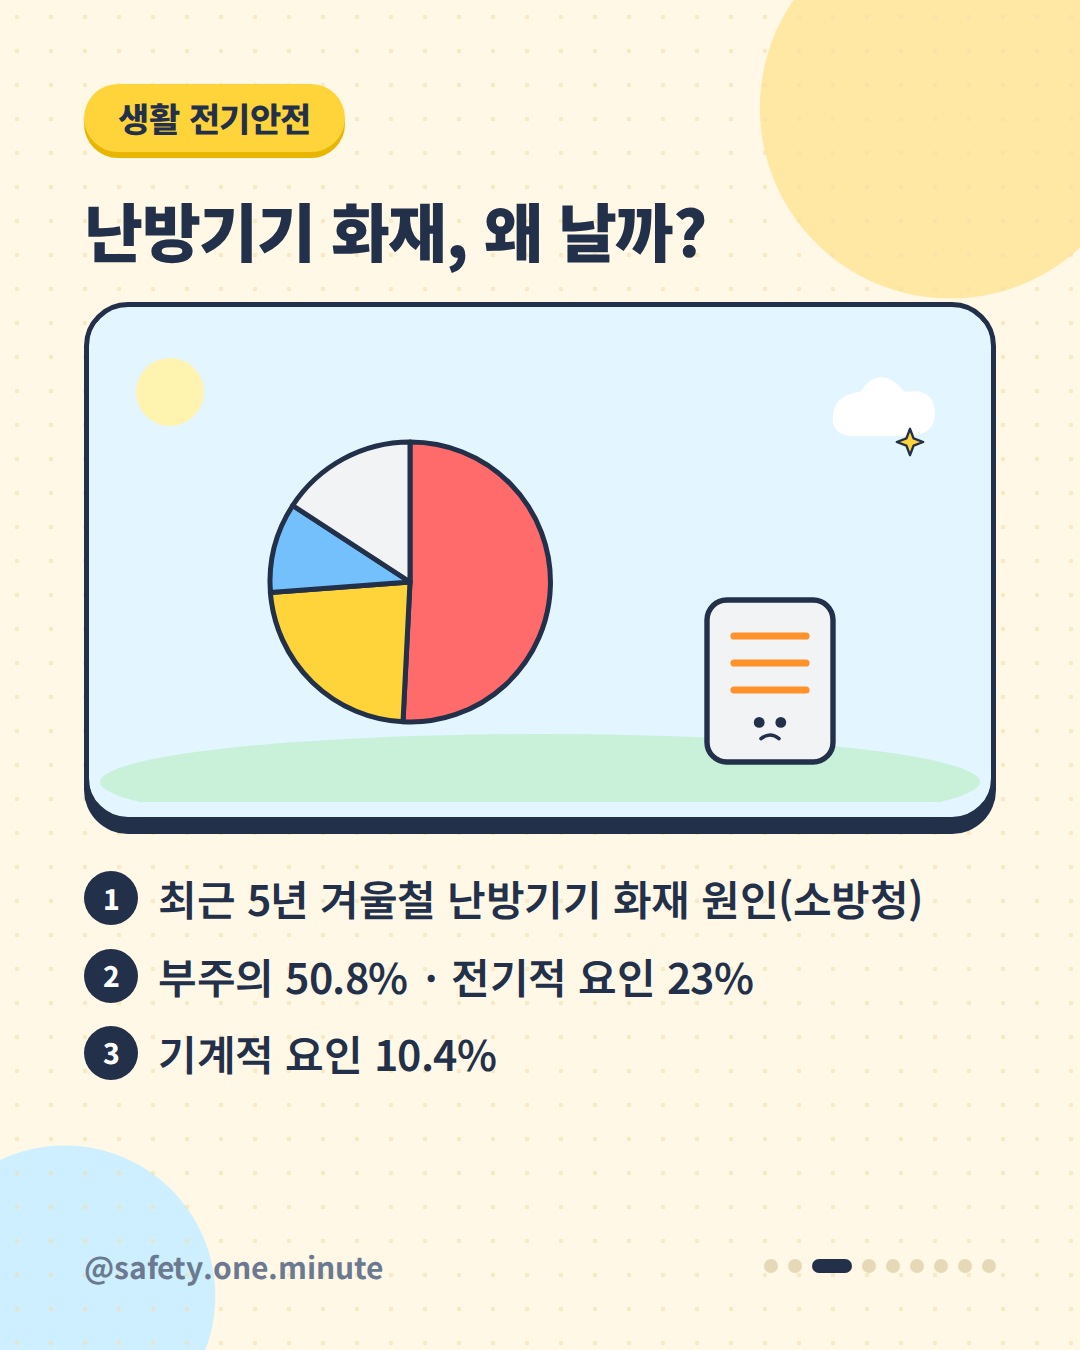 생활 전기안전
난방기기 화재, 왜 날까?
1 최근 5년 겨울철 난방기기 화재 원인(소방청)
2 부주의 50.8% · 전기적 요인 23%
3 기계적 요인 10.4%
@safety.one.minute